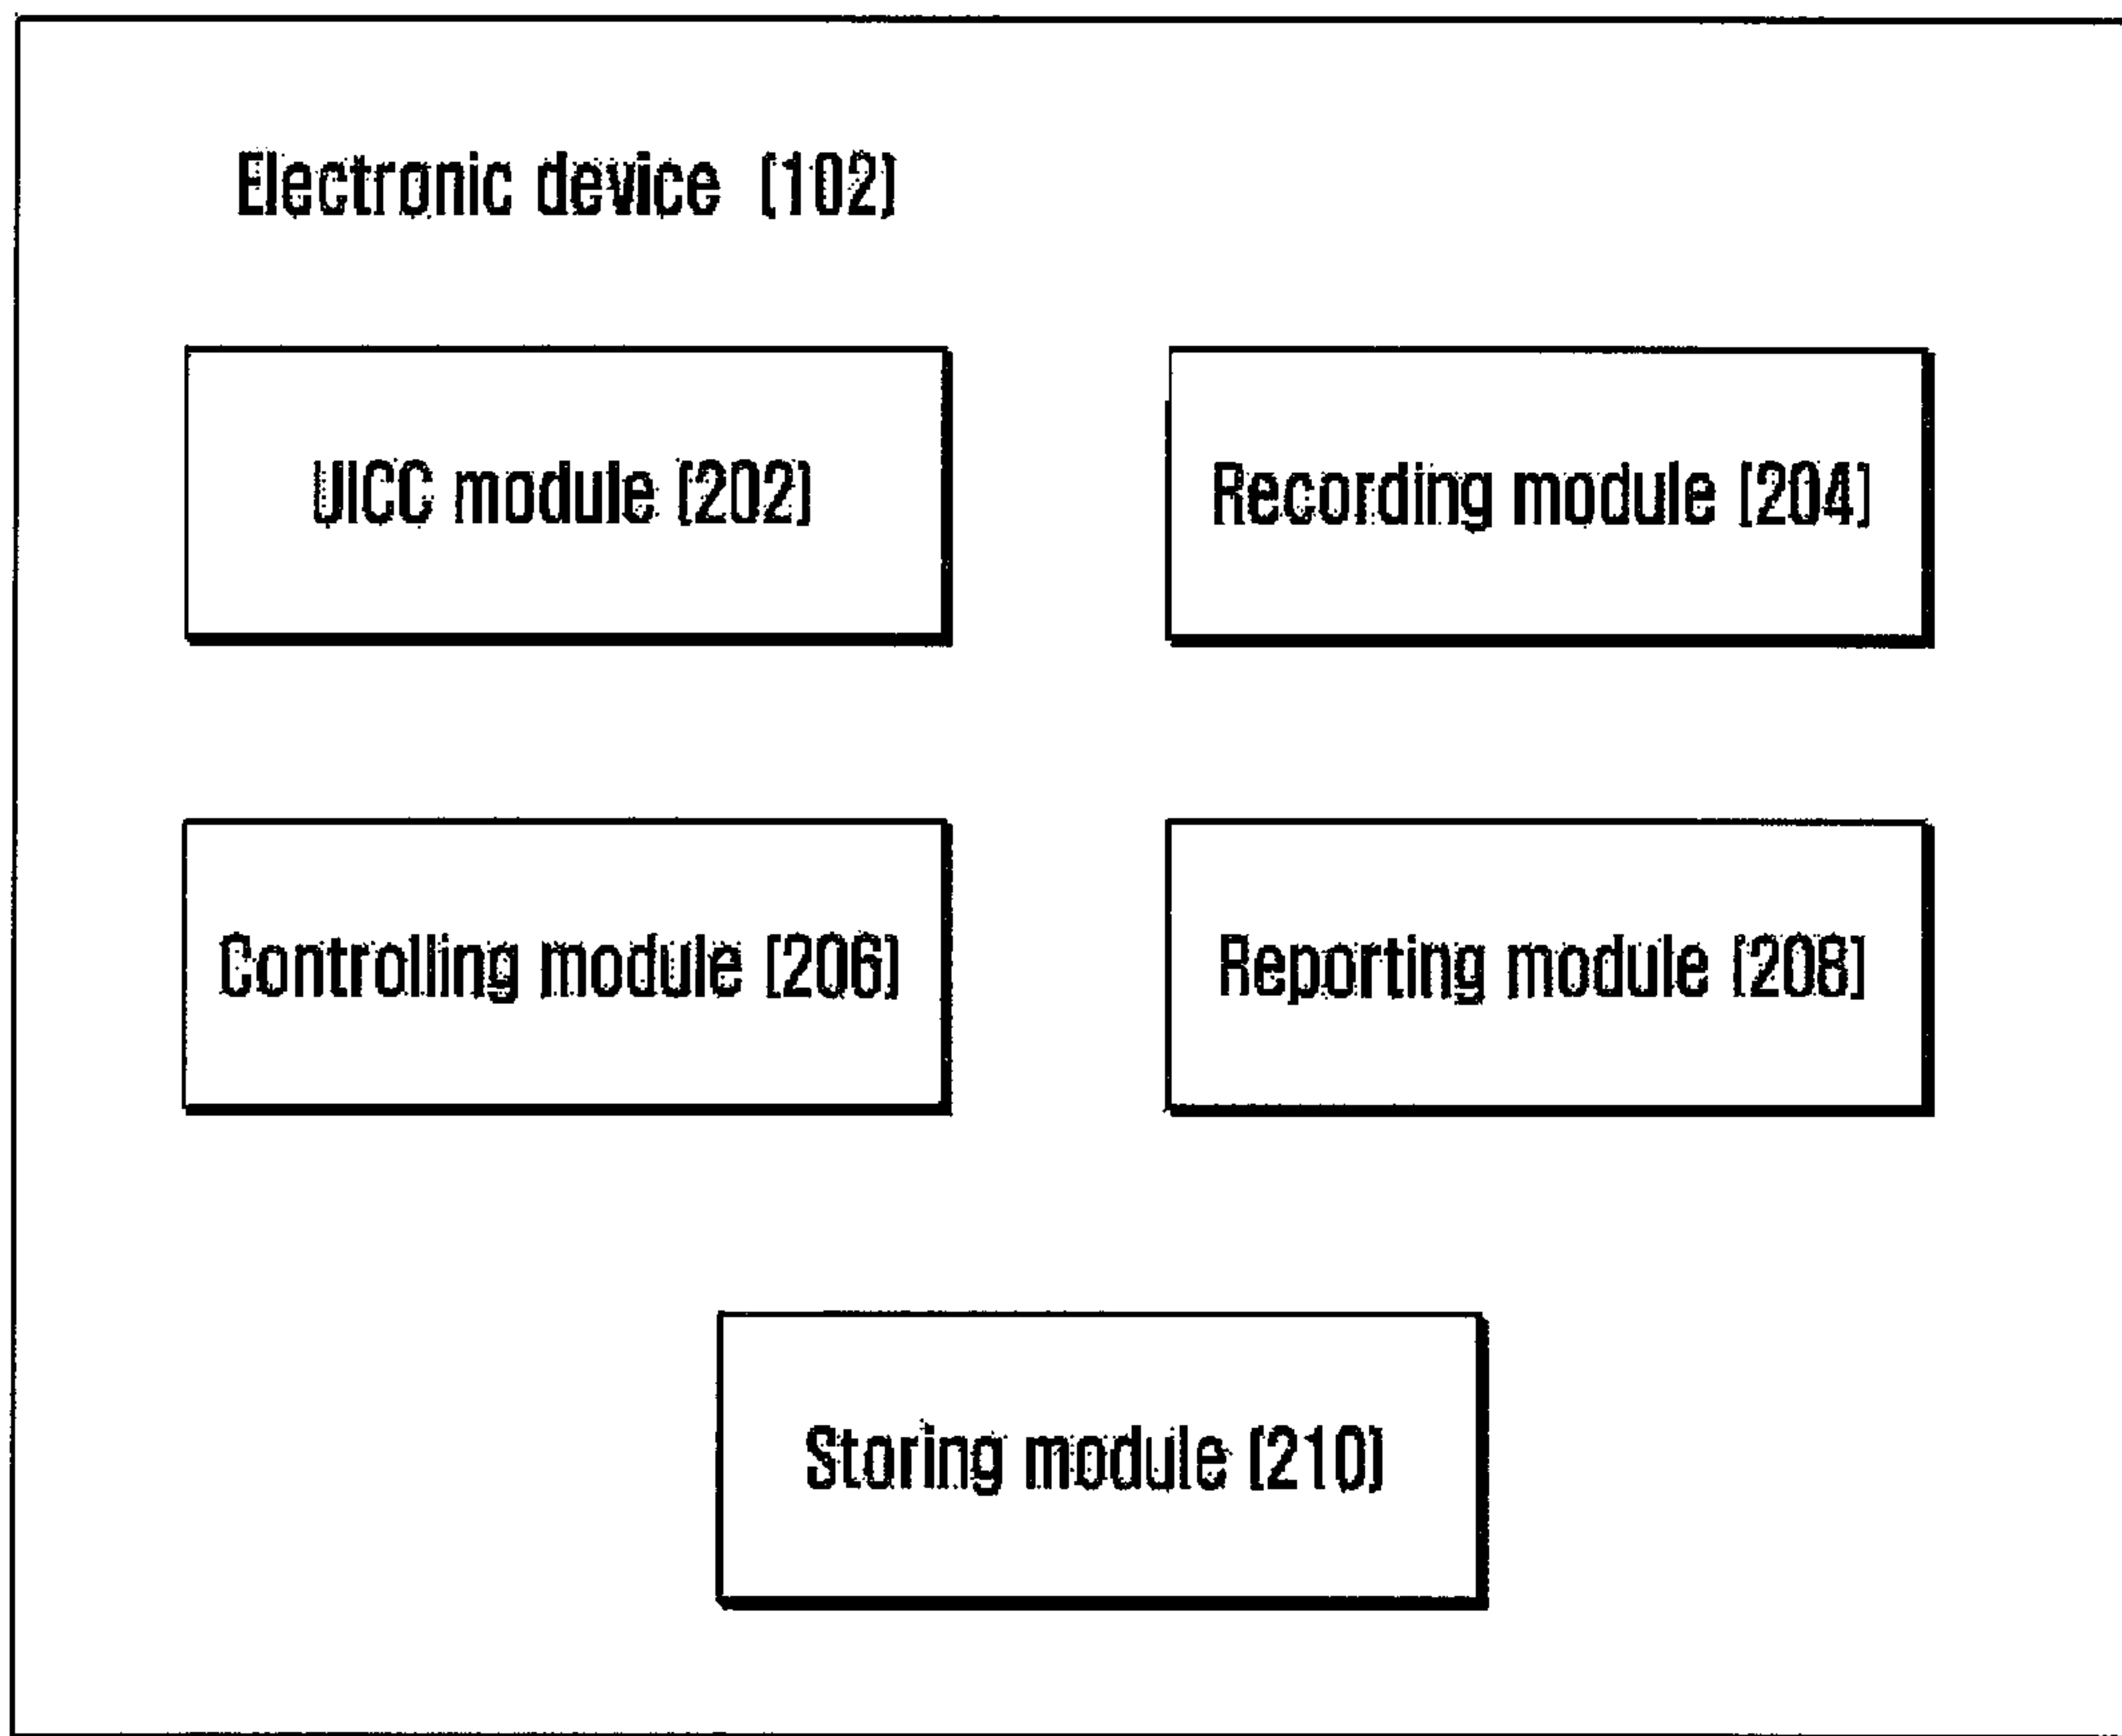 Electronic device (102)
UICC module (202)
Recording module (204)
Controlling module (206)
Reporting module (208)
Storing module (210)